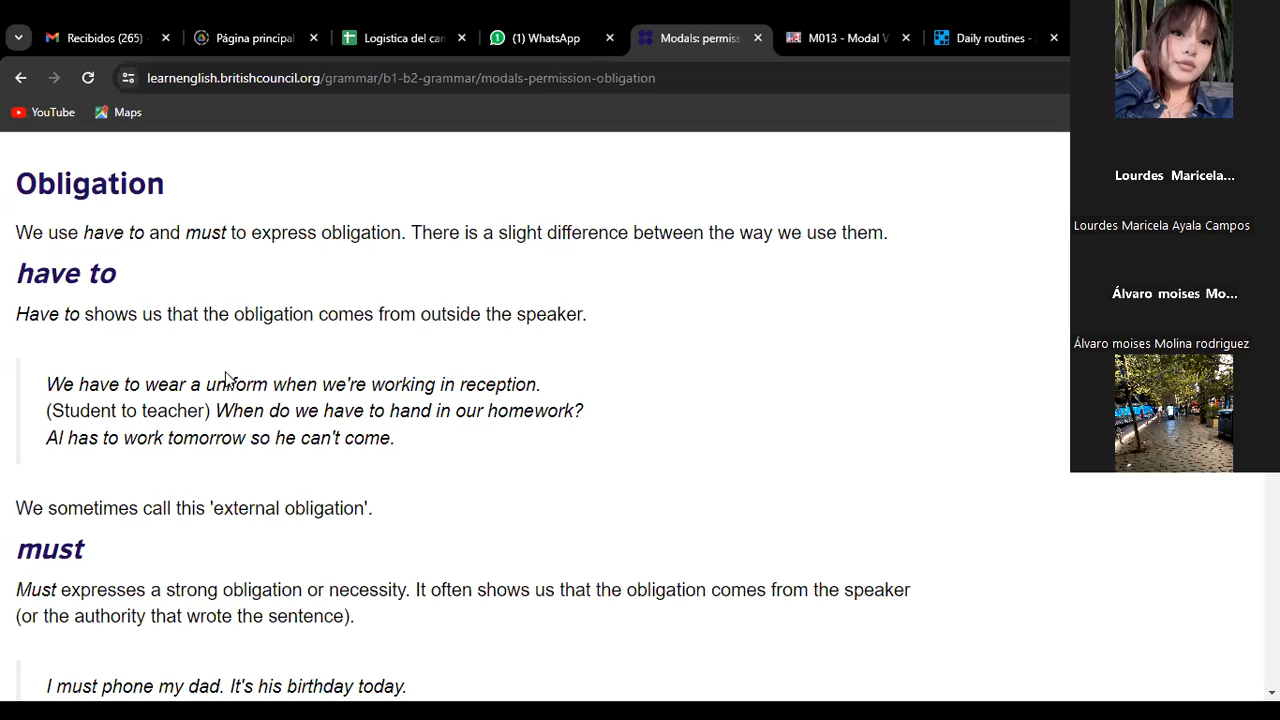 Recibidos (265)
Página principal
Logistica del car
(1) WhatsApp
Modals: permiss
M013 - Modal V
Daily routines -
learnenglish.britishcouncil.org/grammar/b1-b2-grammar/modals-permission-obligation
YouTube
Maps
Obligation
We use have to and must to express obligation. There is a slight difference between the way we use them.
have to
Have to shows us that the obligation comes from outside the speaker.
We have to wear a uniform when we're working in reception.
(Student to teacher) When do we have to hand in our homework?
Al has to work tomorrow so he can't come.
We sometimes call this 'external obligation'.
must
Must expresses a strong obligation or necessity. It often shows us that the obligation comes from the speaker
(or the authority that wrote the sentence).
I must phone my dad. It's his birthday today.
Lourdes Maricela...
Lourdes Maricela Ayala Campos
Álvaro moises Mo...
Álvaro moises Molina rodriguez